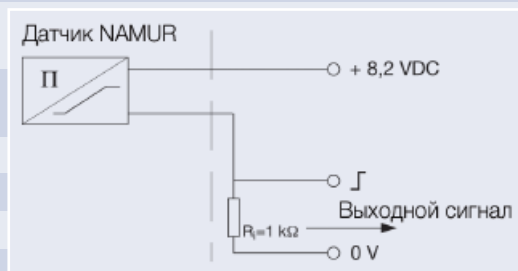 Датчик NAMUR
П
+ 8,2 VDC
Выходной сигнал
Ri=1 kΩ
0 V